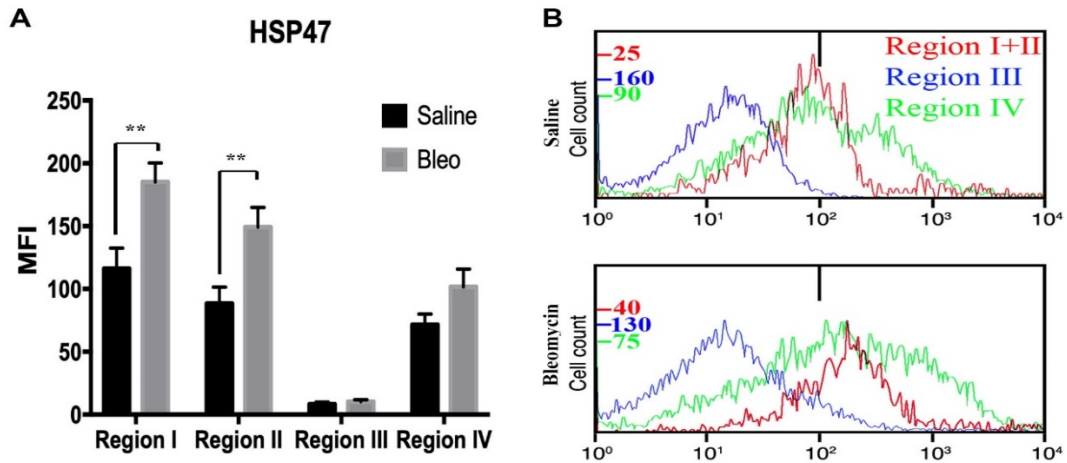 A
HSP47
250
200
150
100
50
0
MFI
**
**
Saline
Bleo
Region I
Region II
Region III
Region IV
B
Saline
Cell count
25
160
90
Region I+II
Region III
Region IV
10⁰
10¹
10²
10³
10⁴
Bleomycin
Cell count
40
130
75
10⁰
10¹
10²
10³
10⁴